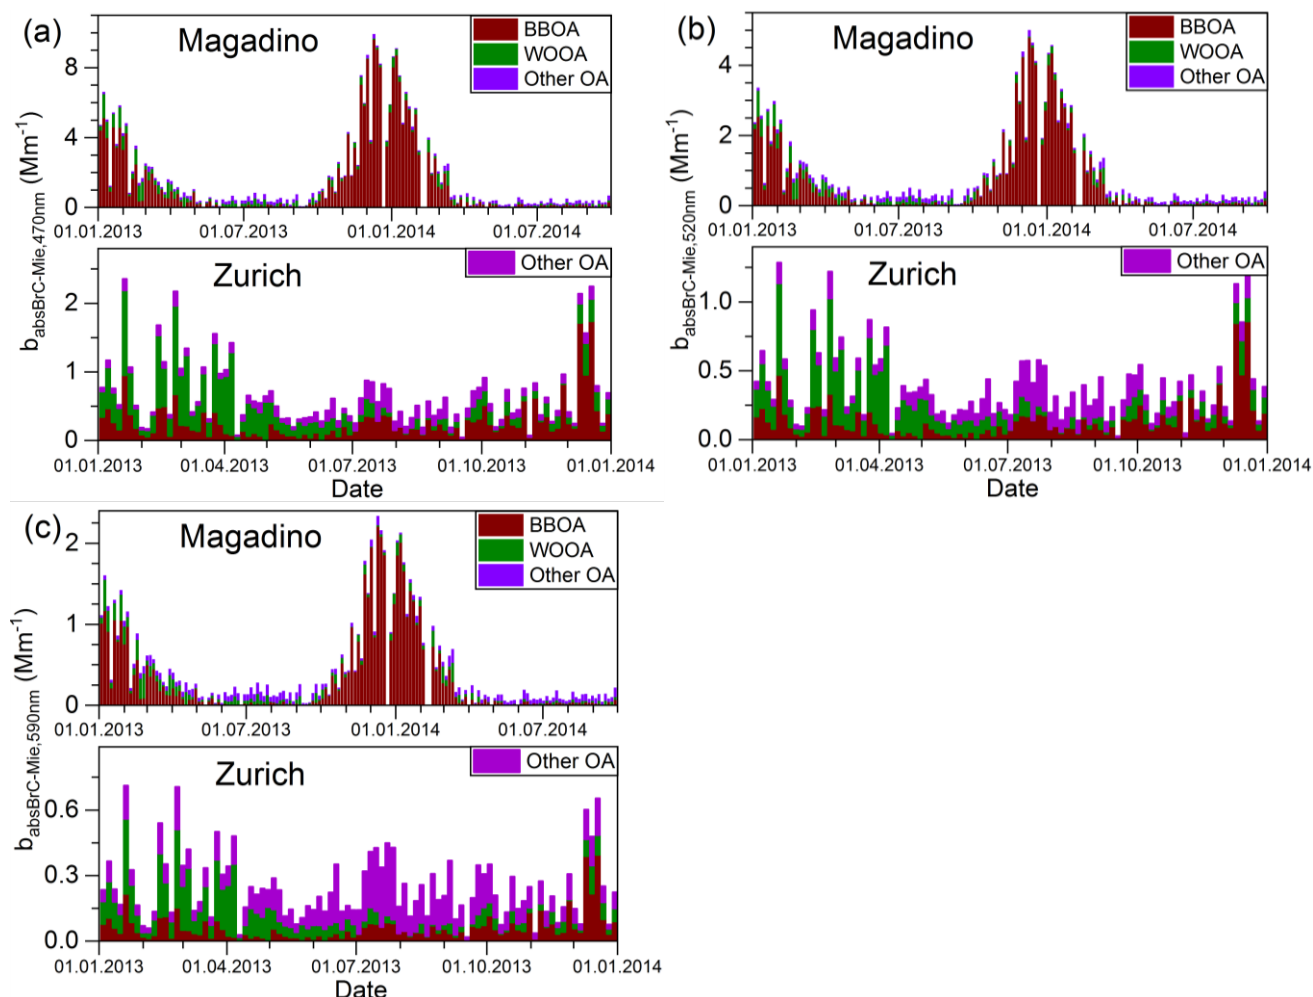 (a)
Magadino
BBOA
WOOA
Other OA
8
4
0
01.01.2013 01.07.2013 01.01.2014 01.07.2014
b_absBrC-Mie,470nm (Mm⁻¹)
Zurich
Other OA
2
1
0
01.01.2013 01.04.2013 01.07.2013 01.10.2013 01.01.2014
Date
(b)
Magadino
BBOA
WOOA
Other OA
4
2
0
01.01.2013 01.07.2013 01.01.2014 01.07.2014
b_absBrC-Mie,520nm (Mm⁻¹)
Zurich
Other OA
1.0
0.5
0.0
01.01.2013 01.04.2013 01.07.2013 01.10.2013 01.01.2014
Date
(c)
Magadino
BBOA
WOOA
Other OA
2
1
0
01.01.2013 01.07.2013 01.01.2014 01.07.2014
b_absBrC-Mie,590nm (Mm⁻¹)
Zurich
Other OA
0.6
0.3
0.0
01.01.2013 01.04.2013 01.07.2013 01.10.2013 01.01.2014
Date